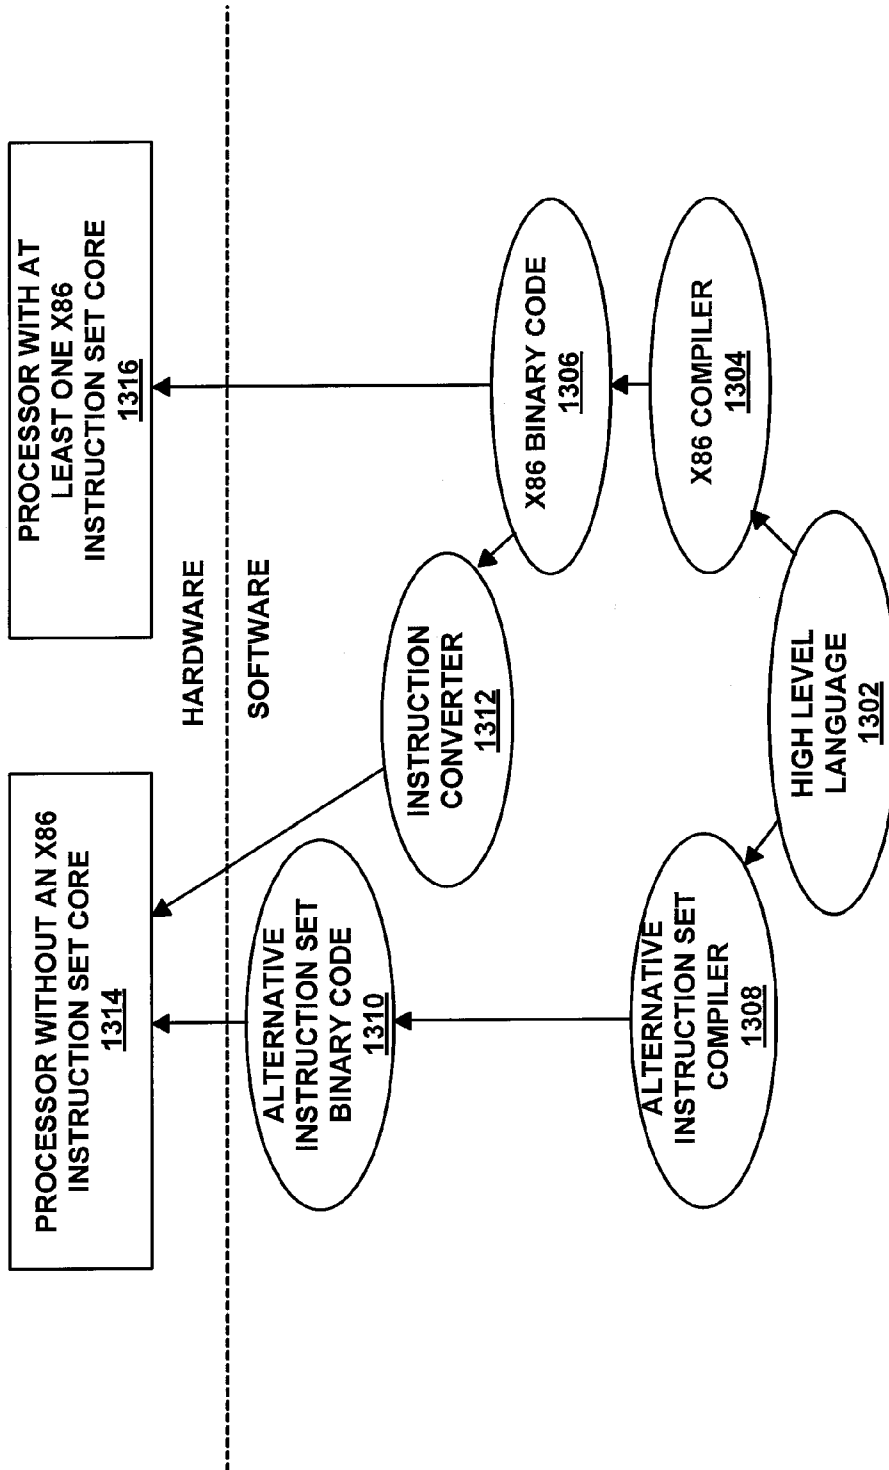 PROCESSOR WITHOUT AN X86
INSTRUCTION SET CORE
1314
PROCESSOR WITH AT
LEAST ONE X86
INSTRUCTION SET CORE
1316
HARDWARE
SOFTWARE
ALTERNATIVE
INSTRUCTION SET
BINARY CODE
1310
INSTRUCTION
CONVERTER
1312
X86 BINARY CODE
1306
ALTERNATIVE
INSTRUCTION SET
COMPILER
1308
X86 COMPILER
1304
HIGH LEVEL
LANGUAGE
1302